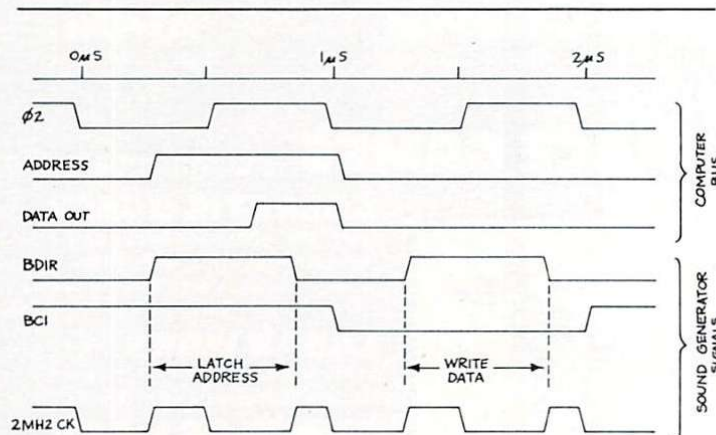 0μS 1μS 2μS
φ2
ADDRESS
DATA OUT
BDIR
BC1
LATCH
ADDRESS
WRITE
DATA
2MHZ CK
COMPUTER
BUS
SOUND GENERATOR
SIGNALS